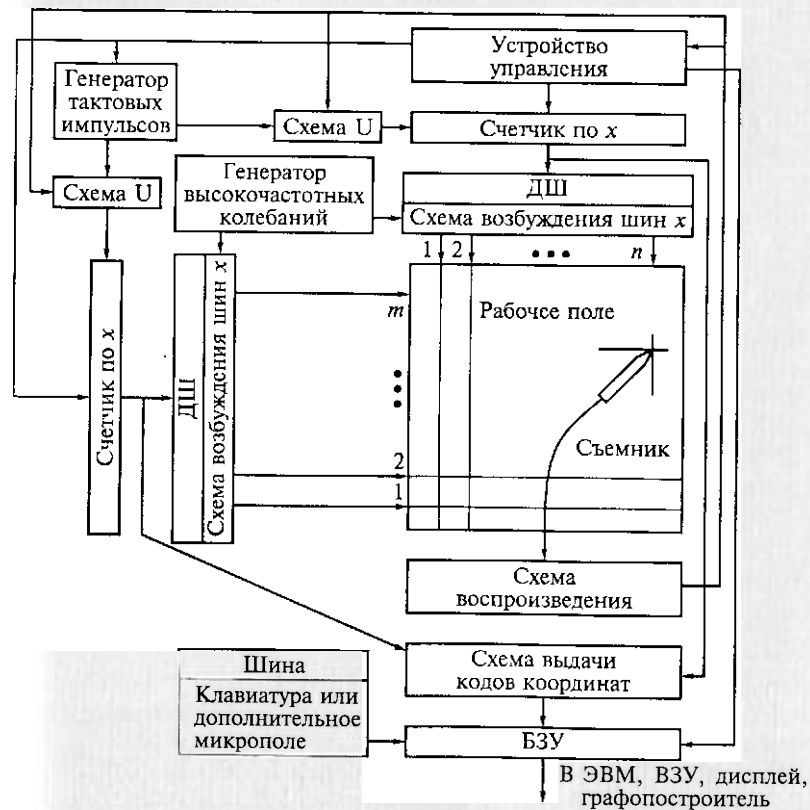 Устройство
управления
Генератор
тактовых
импульсов
Схема U
Счетчик по x
Схема U
Генератор
высокочастотных
колебаний
ДШ
Схема возбуждения шин x
1 2 ••• n
Счетчик по x
ДШ
Схема возбуждения шин x
m
•••
2
1
Рабочее поле
Съемник
Схема
воспроизведения
Шина
Клавиатура или
дополнительное
микрополе
Схема выдачи
кодов координат
БЗУ
В ЭВМ, ВЗУ, дисплей,
графопостроитель